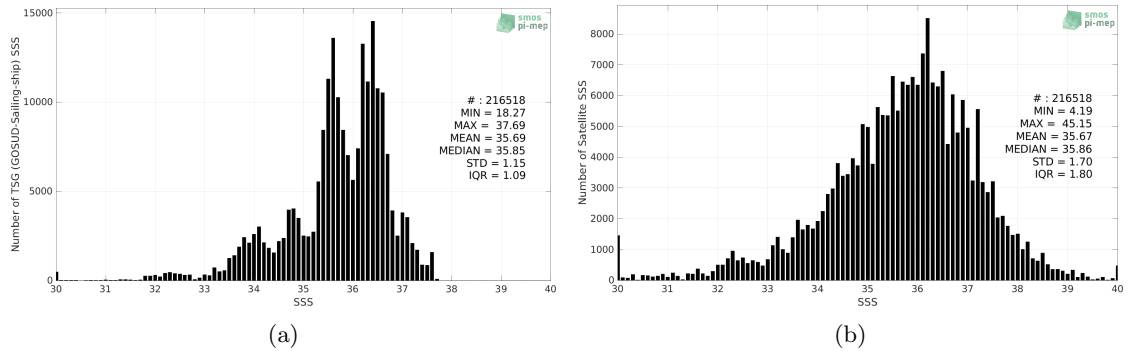 15000
10000
5000
0
Number of TSG (GOSUD-Sailing-ship) SSS
smos
pi-mep
# : 216518
MIN = 18.27
MAX = 37.69
MEAN = 35.69
MEDIAN = 35.85
STD = 1.15
IQR = 1.09
30 31 32 33 34 35 36 37 38 39 40
SSS
(a)
8000
7000
6000
5000
4000
3000
2000
1000
0
Number of Satellite SSS
smos
pi-mep
# : 216518
MIN = 4.19
MAX = 45.15
MEAN = 35.67
MEDIAN = 35.86
STD = 1.70
IQR = 1.80
30 31 32 33 34 35 36 37 38 39 40
SSS
(b)